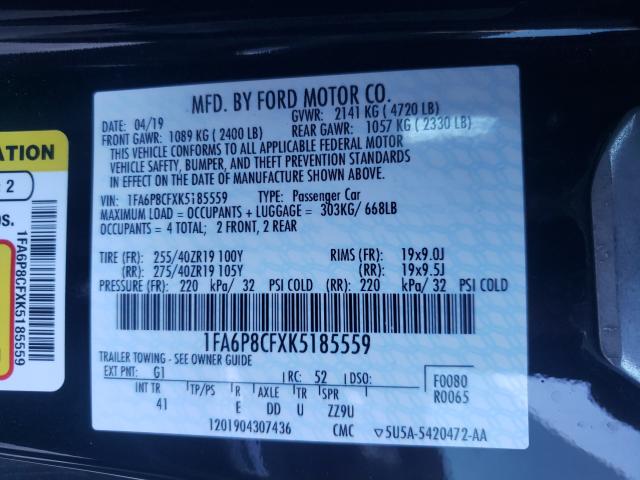 MFD. BY FORD MOTOR CO.
DATE: 04/19 GVWR: 2141 KG ( 4720 LB)
FRONT GAWR: 1089 KG ( 2400 LB) REAR GAWR: 1057 KG ( 2330 LB)
THIS VEHICLE CONFORMS TO ALL APPLICABLE FEDERAL MOTOR
VEHICLE SAFETY, BUMPER, AND THEFT PREVENTION STANDARDS
IN EFFECT ON THE DATE OF MANUFACTURE SHOWN ABOVE.
VIN: 1FA6P8CFXK5185559 TYPE: Passenger Car
MAXIMUM LOAD = OCCUPANTS + LUGGAGE = 303KG/ 668LB
OCCUPANTS = 4 TOTAL; 2 FRONT, 2 REAR
TIRE (FR): 255/40ZR19 100Y RIMS (FR): 19x9.0J
(RR): 275/40ZR19 105Y (RR): 19x9.5J
PRESSURE (FR): 220 kPa/ 32 PSI COLD (RR): 220 kPa/ 32 PSI COLD
1FA6P8CFXK5185559
TRAILER TOWING - SEE OWNER GUIDE
EXT PNT: G1 RC: 52 DSO:
F0080
R0065
INT TR TP/PS R AXLE TR SPR
41 E DD U ZZ9U
1201904307436 CMC 5U5A-5420472-AA
ATION
2
OS.
1FA6P8CFXK5185559